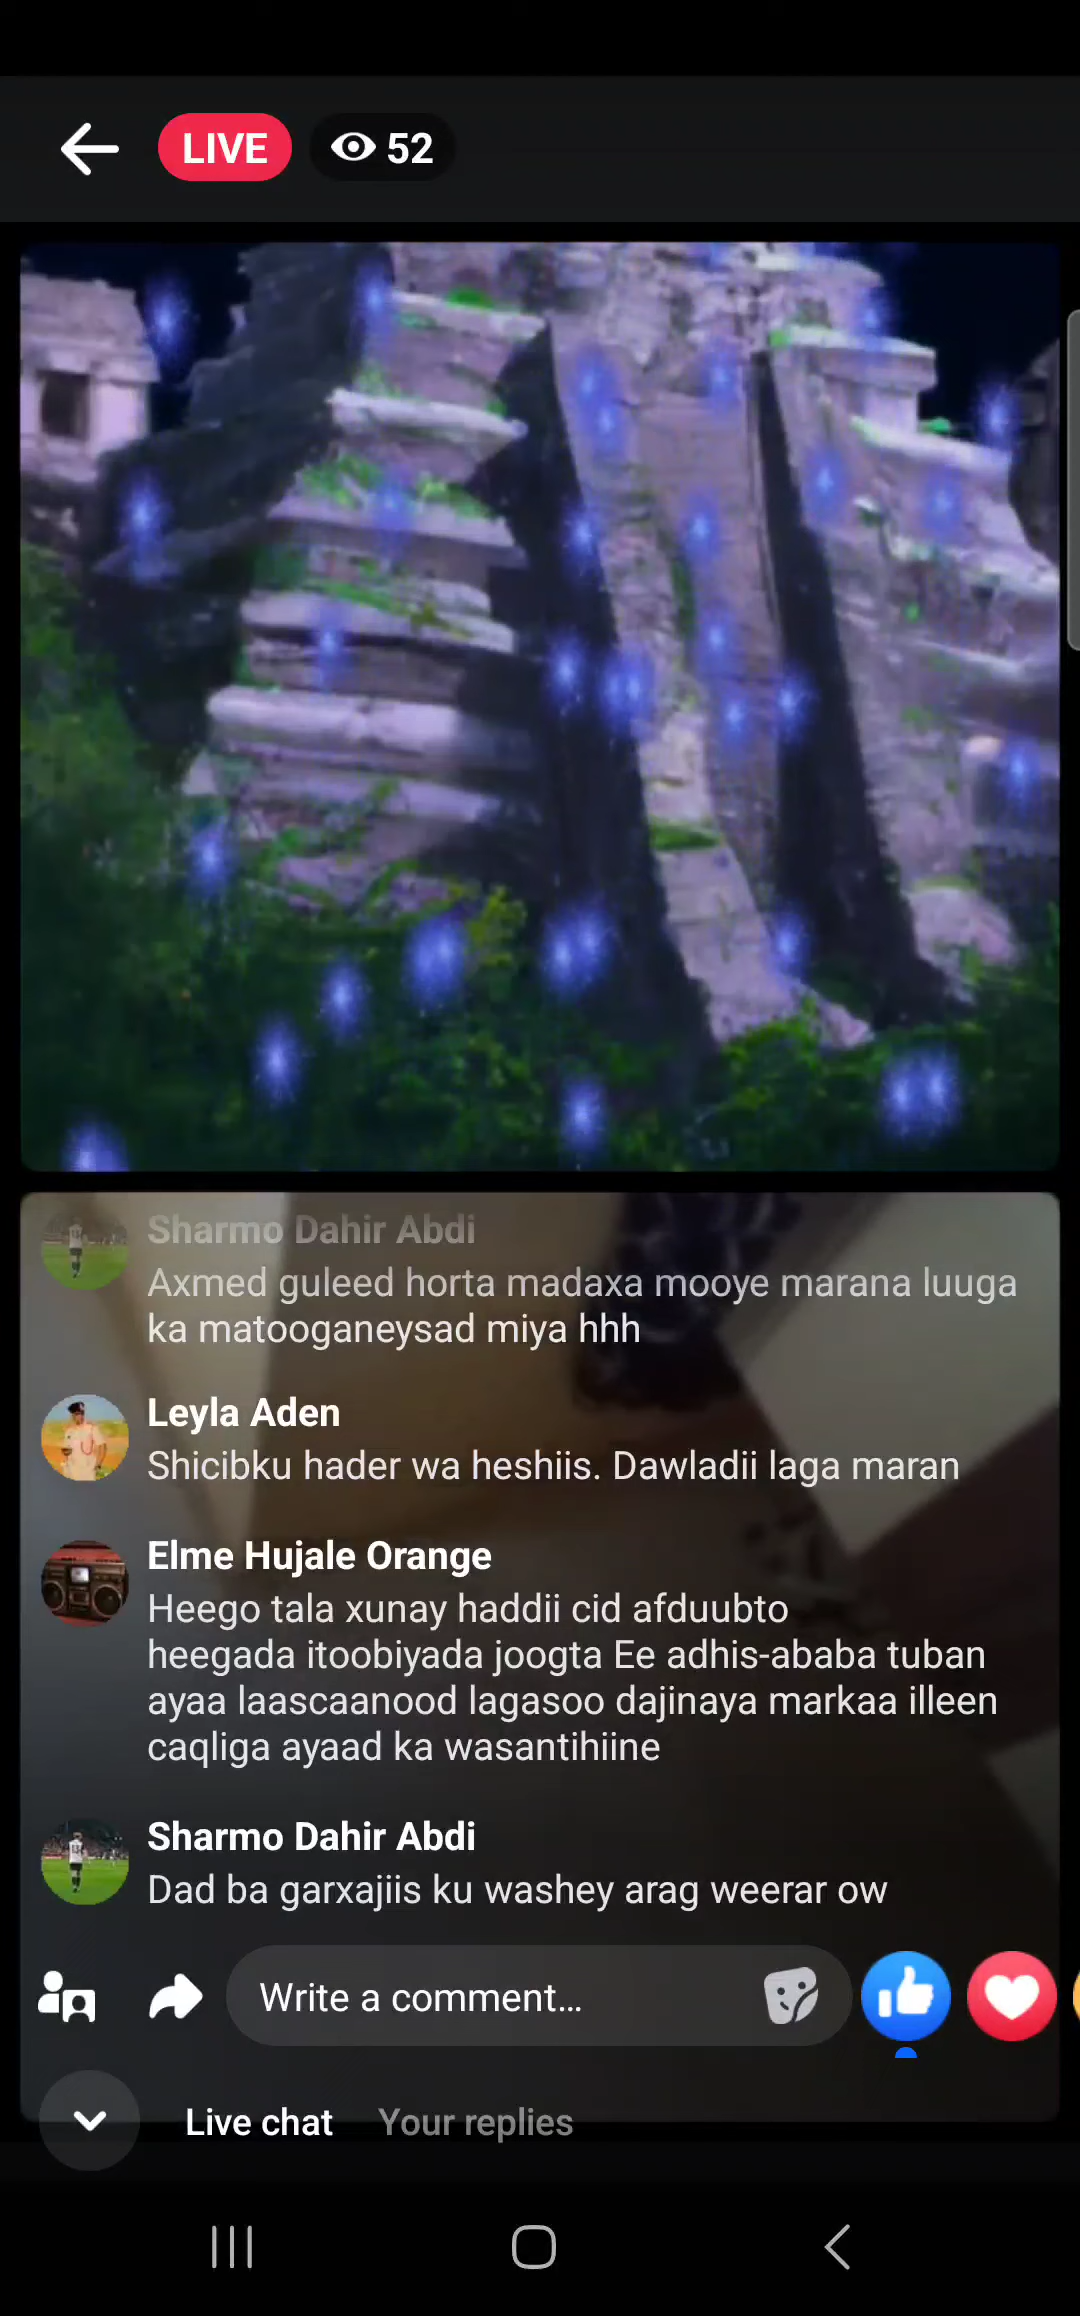 LIVE
52
Sharmo Dahir Abdi
Axmed guleed horta madaxa mooye marana luuga
ka matooganeysad miya hhh
Leyla Aden
Shicibku hader wa heshiis. Dawladii laga maran
Elme Hujale Orange
Heego tala xunay haddii cid afduubto
heegada itoobiyada joogta Ee adhis-ababa tuban
ayaa laascaanood lagasoo dajinaya markaa illeen
caqliga ayaad ka wasantihiine
Sharmo Dahir Abdi
Dad ba garxajiis ku washey arag weerar ow
Write a comment...
Live chat
Your replies